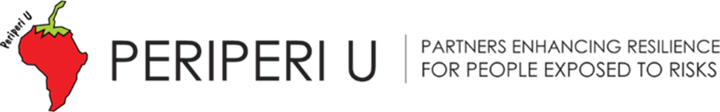 Periperi U
PERIPERI U
PARTNERS ENHANCING RESILIENCE
FOR PEOPLE EXPOSED TO RISKS